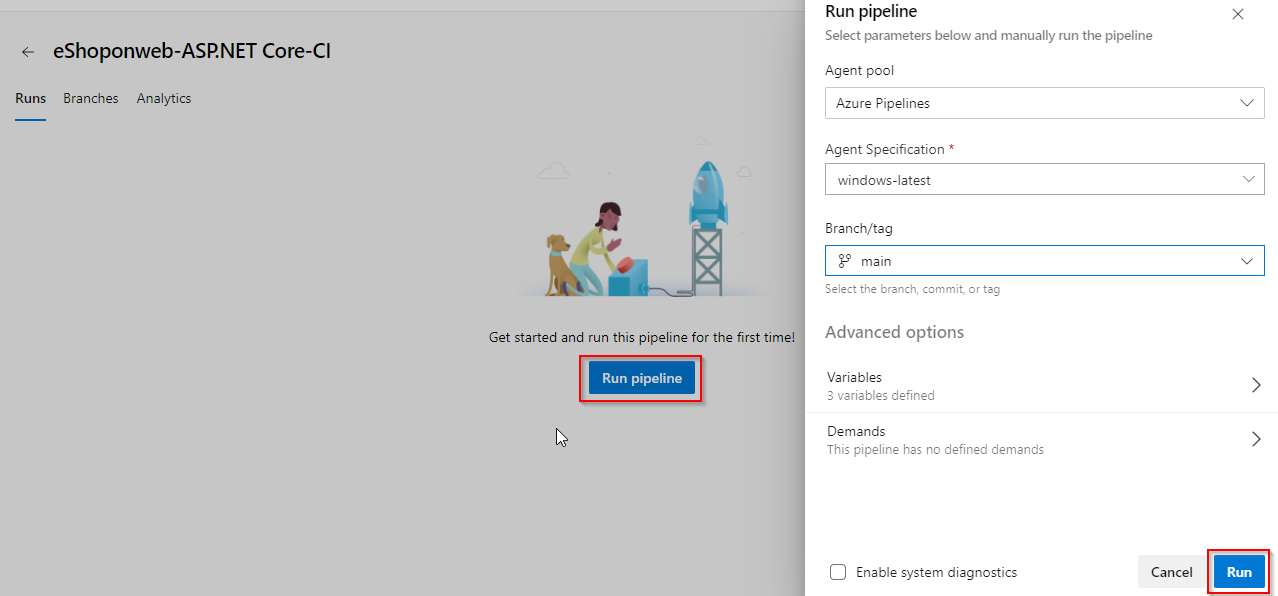 eShoponweb-ASP.NET Core-CI
Runs Branches Analytics
Get started and run this pipeline for the first time!
Run pipeline
Run pipeline
Select parameters below and manually run the pipeline
Agent pool
Azure Pipelines
Agent Specification *
windows-latest
Branch/tag
main
Select the branch, commit, or tag
Advanced options
Variables
3 variables defined
Demands
This pipeline has no defined demands
Enable system diagnostics
Cancel Run